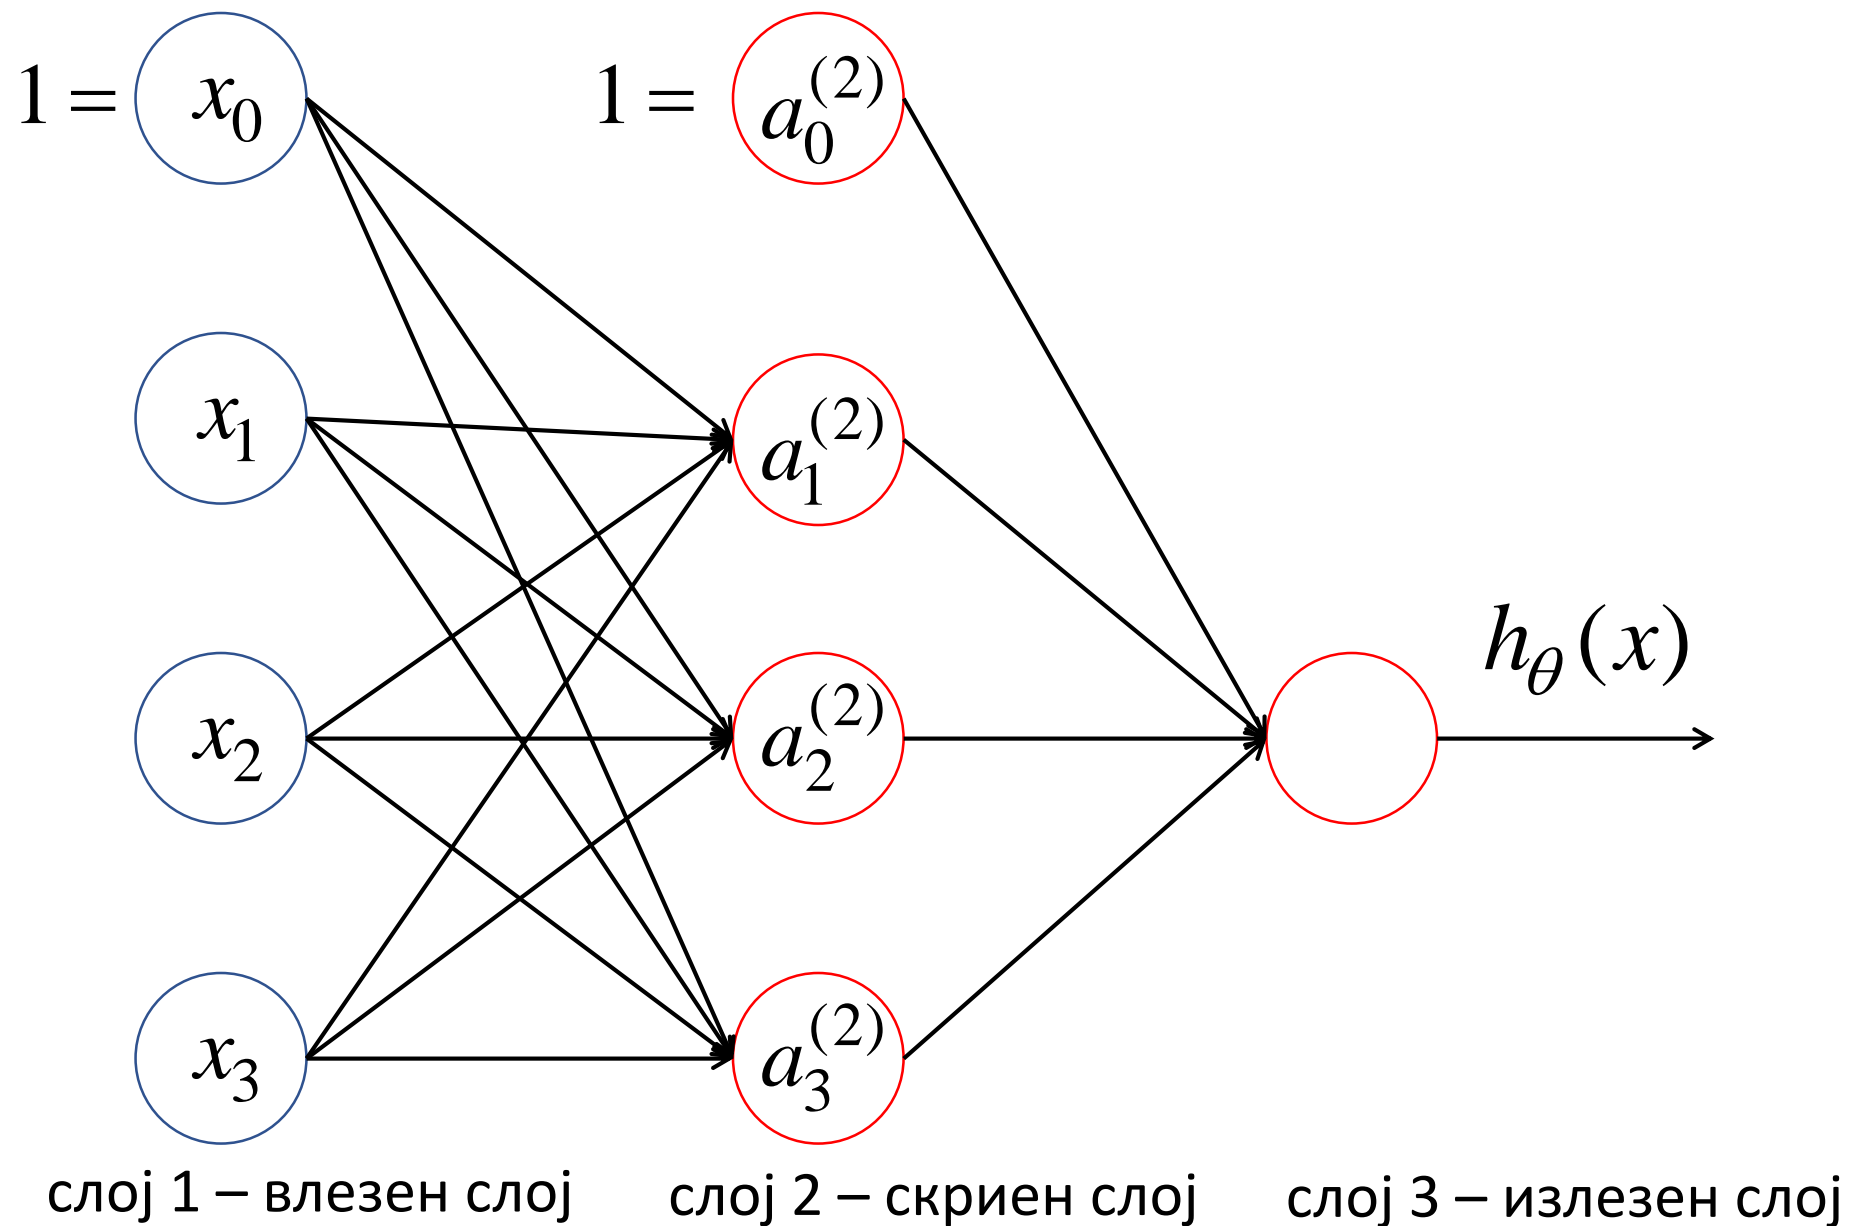 1 = x₀
1 = a₀⁽²⁾
x₁
a₁⁽²⁾
x₂
a₂⁽²⁾
h_θ(x)
x₃
a₃⁽²⁾
слој 1 – влезен слој
слој 2 – скриен слој
слој 3 – излезен слој